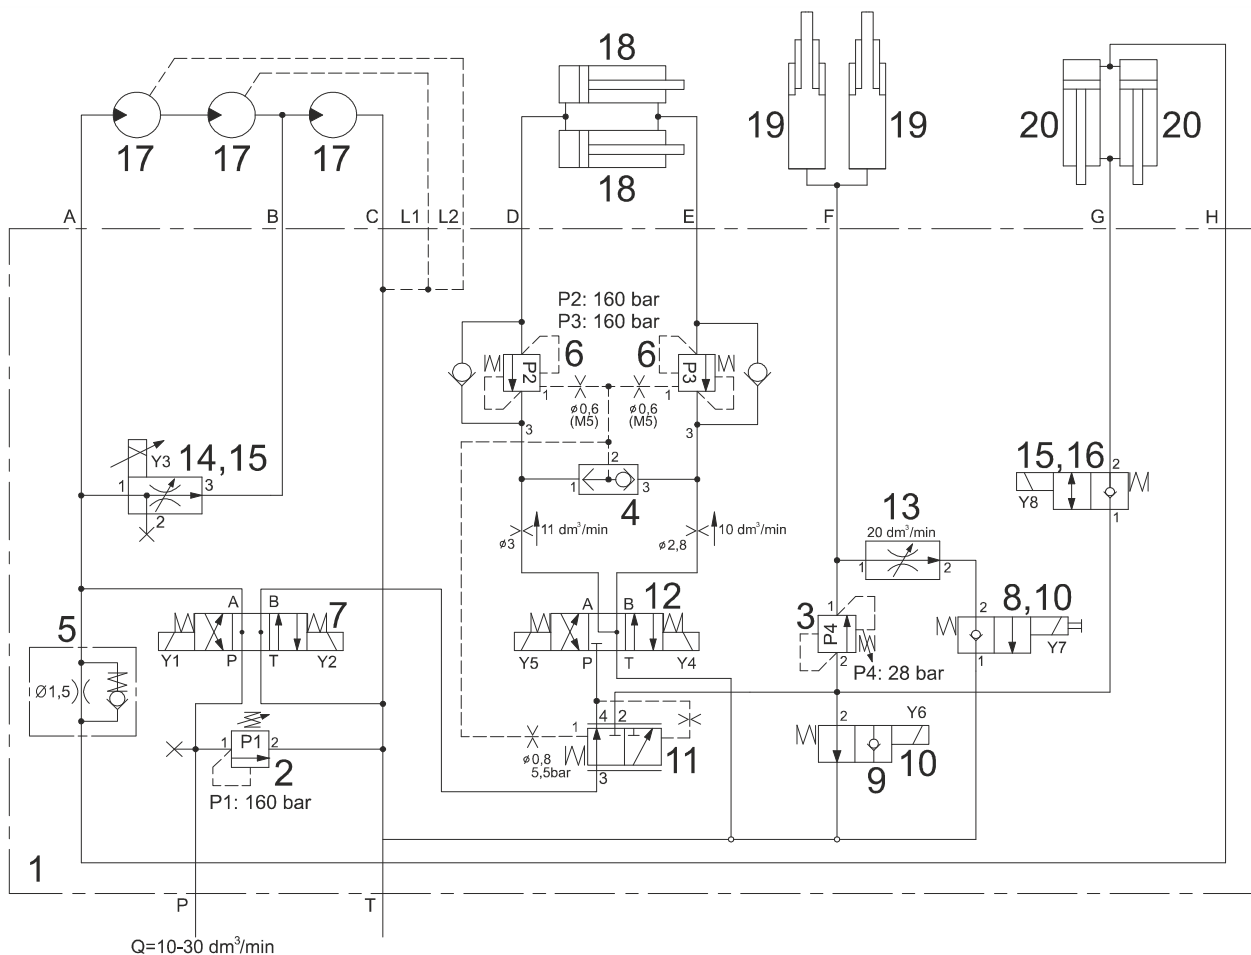 18
19
19
20
20
17
17
17
18
A
B
C
L1
L2
D
E
F
G
H
P2: 160 bar
P3: 160 bar
6
6
P2
P3
1
1
ø0,6
(M5)
ø0,6
(M5)
3
3
Y3
14,15
1
3
2
2
1
3
4
15,16
2
Y8
1
13
20 dm³/min
1
2
ø3
11 dm³/min
ø2,8
10 dm³/min
5
A
B
7
P
T
Y1
Y2
A
B
12
P
T
Y5
Y4
3
1
P4
2
P4: 28 bar
2
8,10
1
Y7
Ø1,5
1
P1
2
2
P1: 160 bar
1
4
2
ø0,8
5,5bar
3
11
2
Y6
9
10
1
P
T
Q=10-30 dm³/min